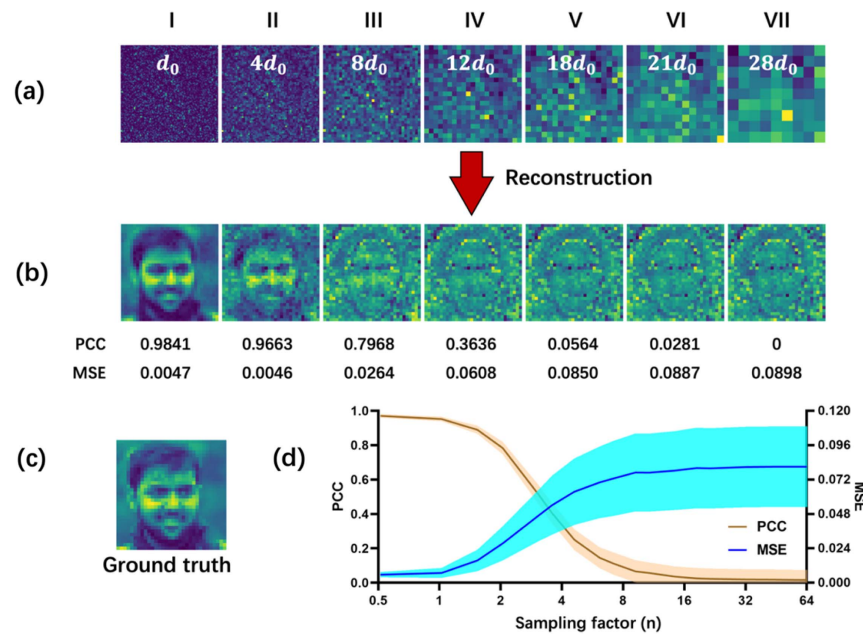 I II III IV V VI VII
(a) d₀ 4d₀ 8d₀ 12d₀ 18d₀ 21d₀ 28d₀
Reconstruction
(b)
PCC 0.9841 0.9663 0.7968 0.3636 0.0564 0.0281 0
MSE 0.0047 0.0046 0.0264 0.0608 0.0850 0.0887 0.0898
(c)
Ground truth
(d)
PCC
1.0
0.8
0.6
0.4
0.2
0.0
0.120
0.096
0.072
0.048
0.024
0.000
MSE
PCC
MSE
0.5 1 2 4 8 16 32 64
Sampling factor (n)